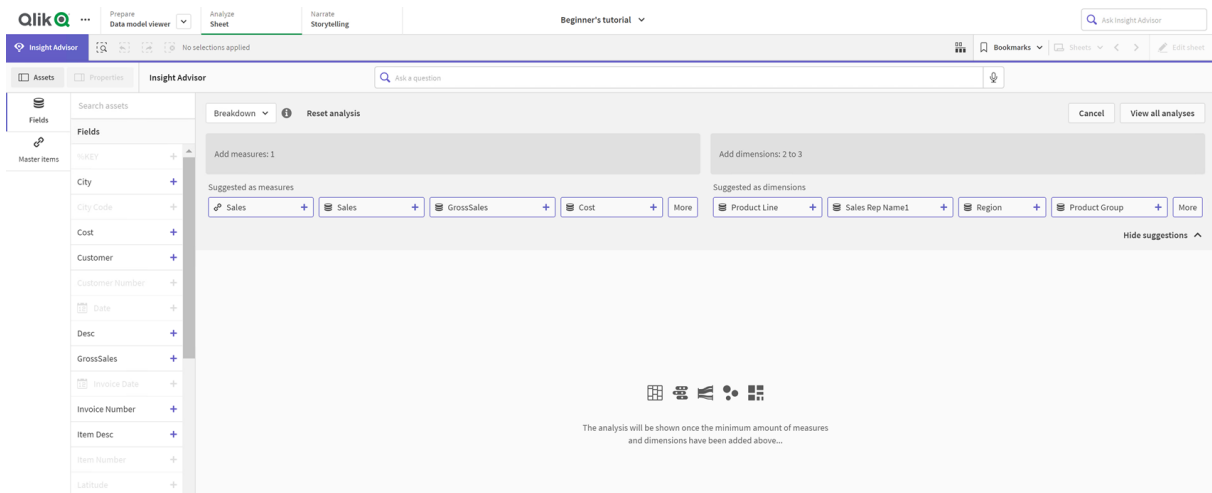 Qlik
Prepare
Data model viewer
Analyze
Sheet
Narrate
Storytelling
Beginner's tutorial
Ask Insight Advisor
Insight Advisor
No selections applied
Bookmarks
Sheets
Edit sheet
Assets
Properties
Insight Advisor
Ask a question
Fields
Master items
Search assets
Fields
%KEY
City
City Code
Cost
Customer
Customer Number
Date
Desc
GrossSales
Invoice Date
Invoice Number
Item Desc
Item Number
Latitude
Breakdown
Reset analysis
Cancel
View all analyses
Add measures: 1
Add dimensions: 2 to 3
Suggested as measures
Sales
Sales
GrossSales
Cost
More
Suggested as dimensions
Product Line
Sales Rep Name1
Region
Product Group
More
Hide suggestions
The analysis will be shown once the minimum amount of measures
and dimensions have been added above...